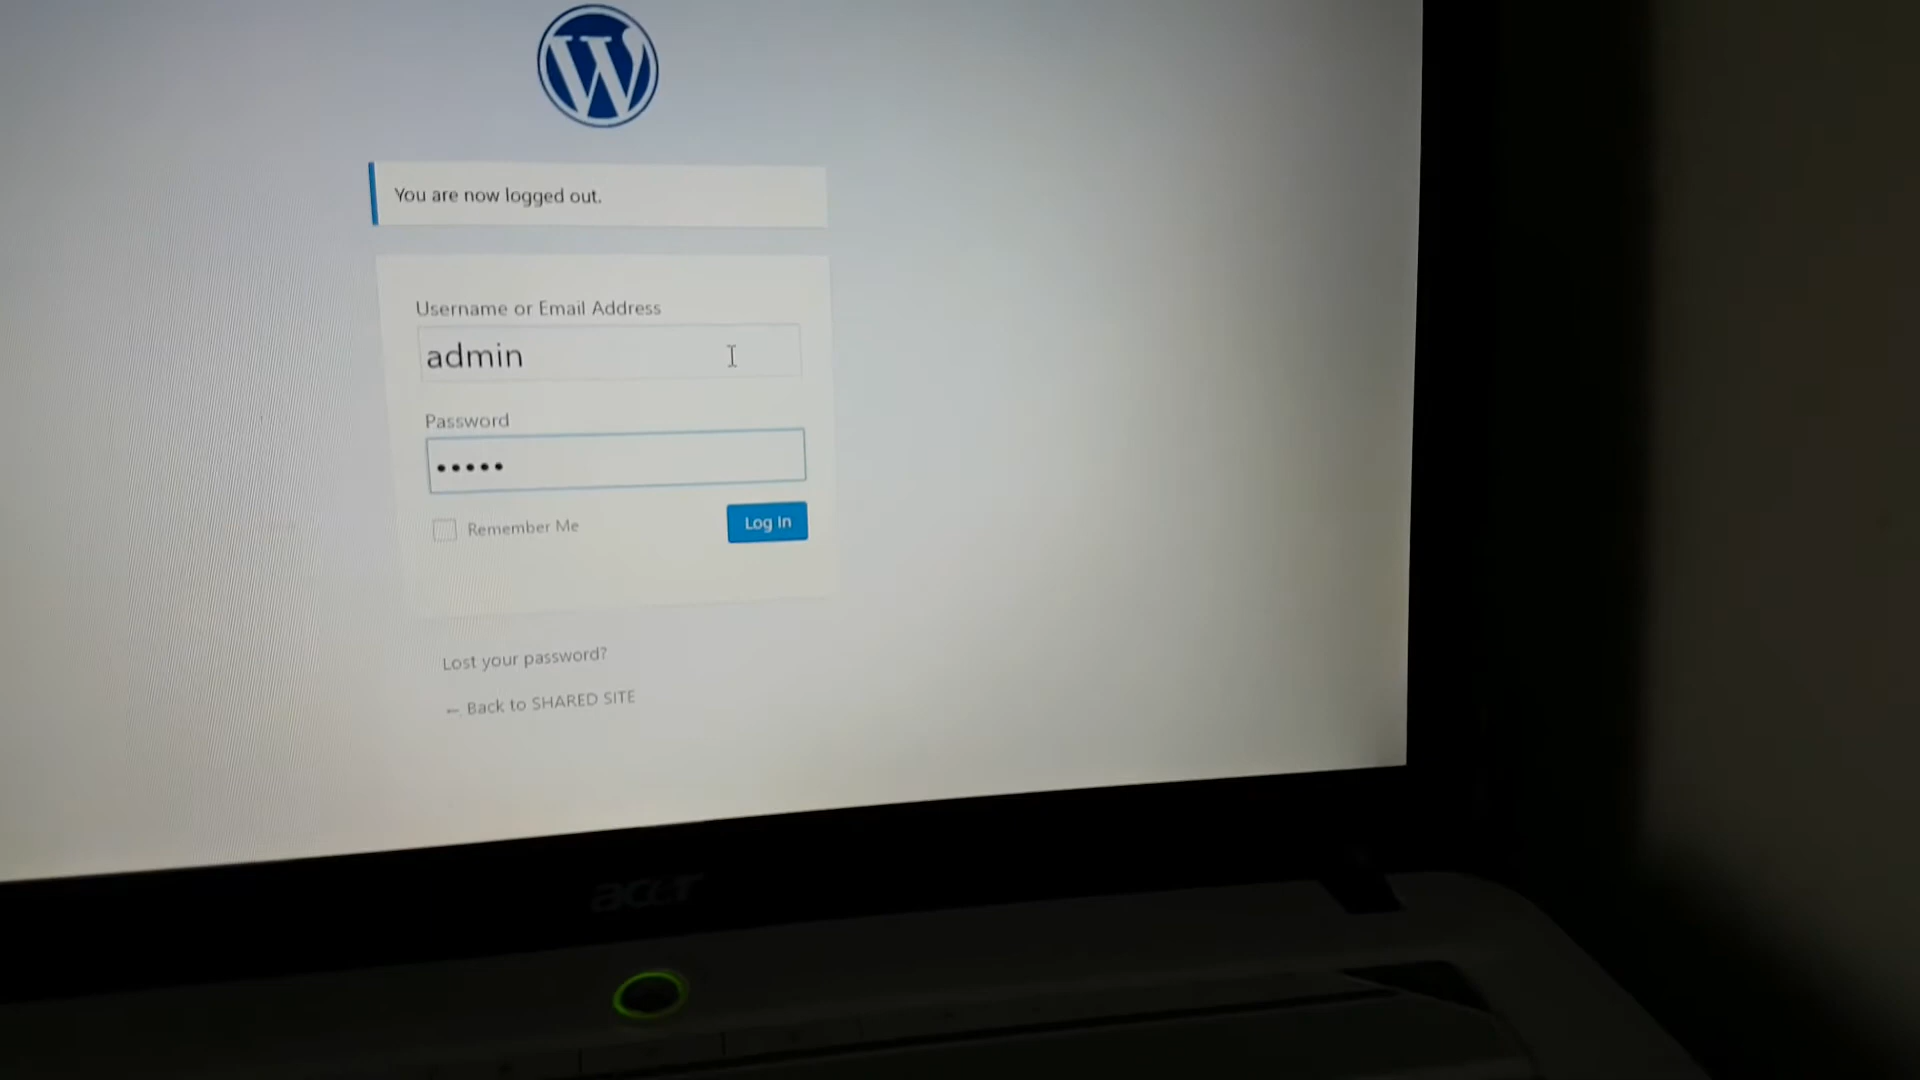 W
You are now logged out.
Username or Email Address
admin
Password
•••••
Remember Me
Log In
Lost your password?
← Back to SHARED SITE
acer